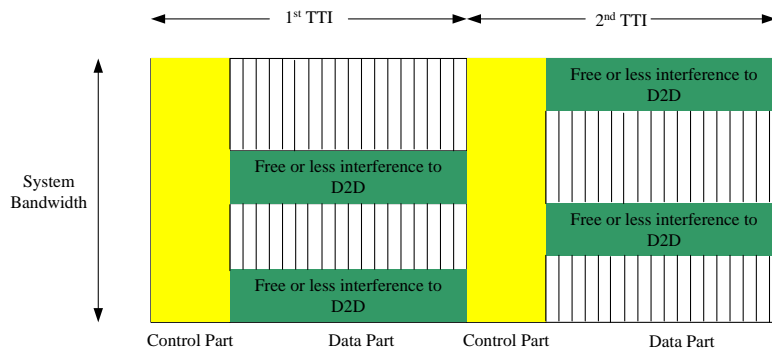 1st TTI
2nd TTI
Free or less interference to
D2D
Free or less interference to
D2D
System
Bandwidth
Free or less interference to
D2D
Free or less interference to
D2D
Control Part
Data Part
Control Part
Data Part